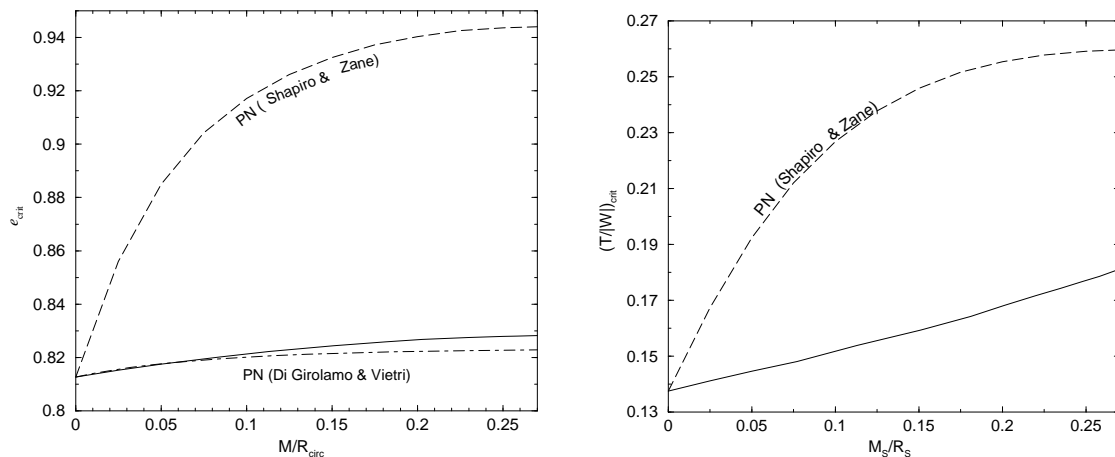 0.94
0.92
0.9
0.88
0.86
0.84
0.82
0.8
e_crit
PN ( Shapiro & Zane)
PN (Di Girolamo & Vietri)
0 0.05 0.1 0.15 0.2 0.25
M/R_circ
0.27
0.25
0.23
0.21
0.19
0.17
0.15
0.13
(T/|W|)_crit
PN (Shapiro & Zane)
0 0.05 0.1 0.15 0.2 0.25
M_S/R_S